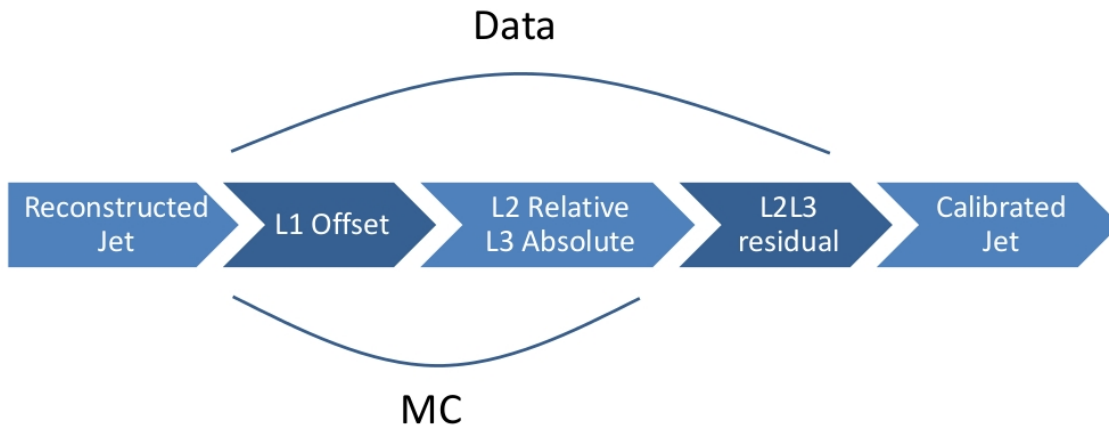 Data
Reconstructed
Jet
L1 Offset
L2 Relative
L3 Absolute
L2L3
residual
Calibrated
Jet
MC